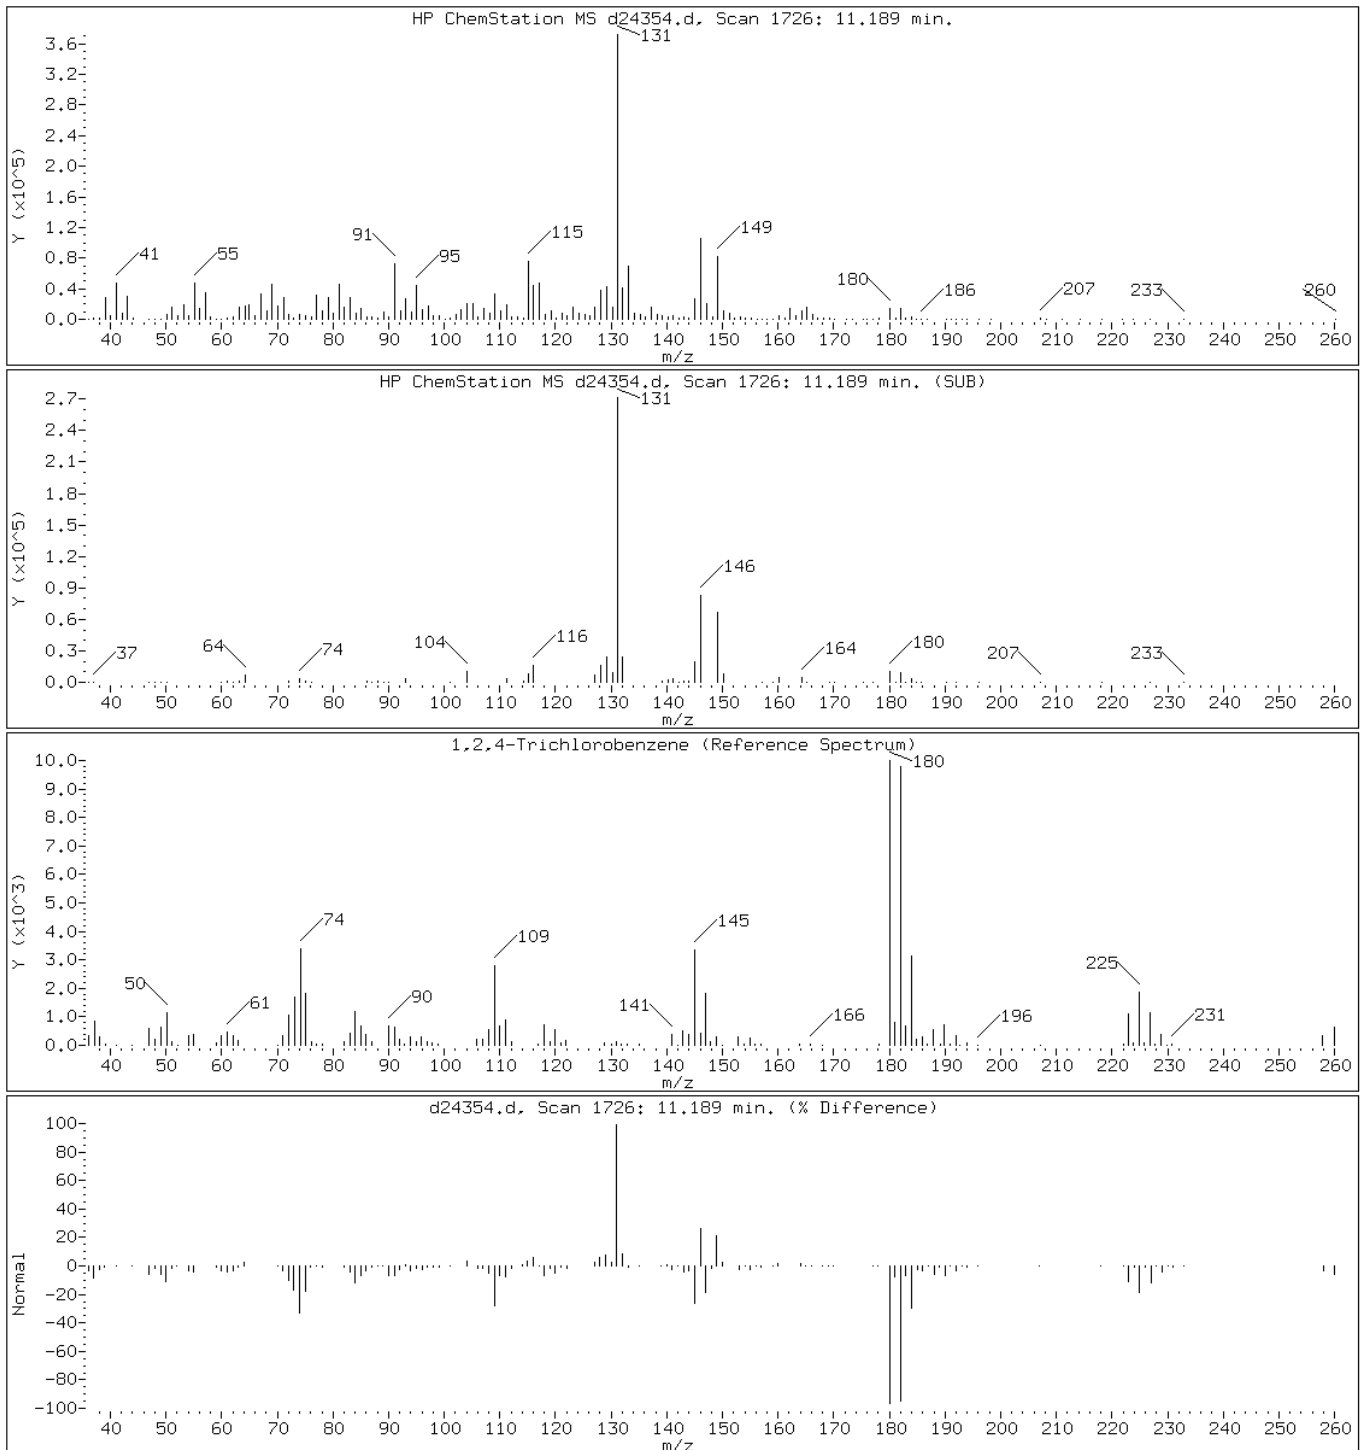 HP ChemStation MS d24354.d, Scan 1726: 11.189 min.
Y (x10^5)
3.6
3.2
2.8
2.4
2.0
1.6
1.2
0.8
0.4
0.0
41 55 91 95 115 131 149 180 186 207 233 260
40 50 60 70 80 90 100 110 120 130 140 150 160 170 180 190 200 210 220 230 240 250 260
m/z
HP ChemStation MS d24354.d, Scan 1726: 11.189 min. (SUB)
Y (x10^5)
2.7
2.4
2.1
1.8
1.5
1.2
0.9
0.6
0.3
0.0
37 64 74 104 116 131 146 164 180 207 233
40 50 60 70 80 90 100 110 120 130 140 150 160 170 180 190 200 210 220 230 240 250 260
m/z
1,2,4-Trichlorobenzene (Reference Spectrum)
Y (x10^3)
10.0
9.0
8.0
7.0
6.0
5.0
4.0
3.0
2.0
1.0
0.0
50 61 74 90 109 141 145 166 180 196 225 231
40 50 60 70 80 90 100 110 120 130 140 150 160 170 180 190 200 210 220 230 240 250 260
m/z
d24354.d, Scan 1726: 11.189 min. (% Difference)
Normal
100
80
60
40
20
0
-20
-40
-60
-80
-100
40 50 60 70 80 90 100 110 120 130 140 150 160 170 180 190 200 210 220 230 240 250 260
m/z